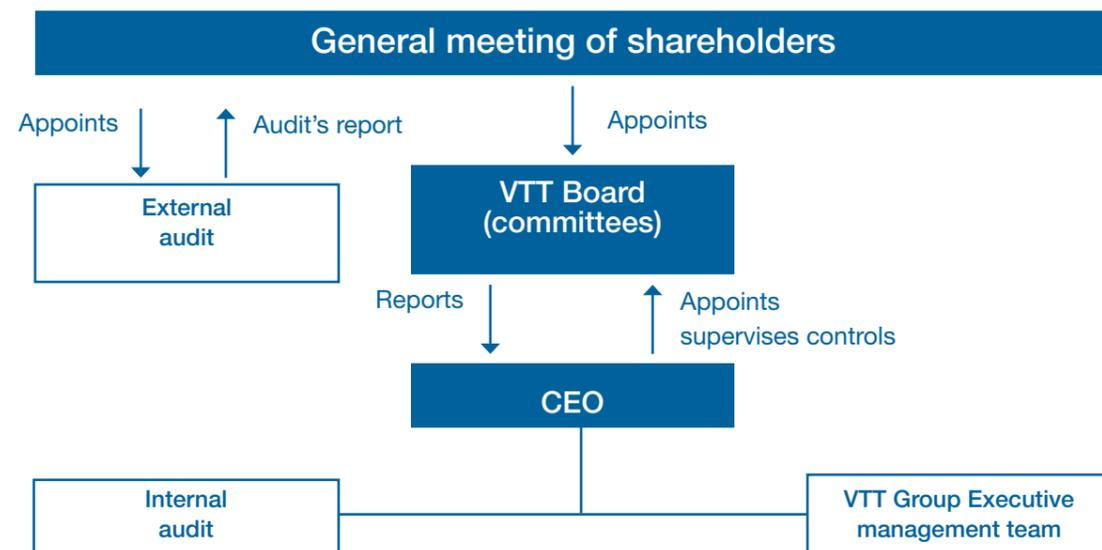 General meeting of shareholders
Appoints
Audit's report
Appoints
External
audit
VTT Board
(committees)
Reports
Appoints
supervises controls
CEO
Internal
audit
VTT Group Executive
management team